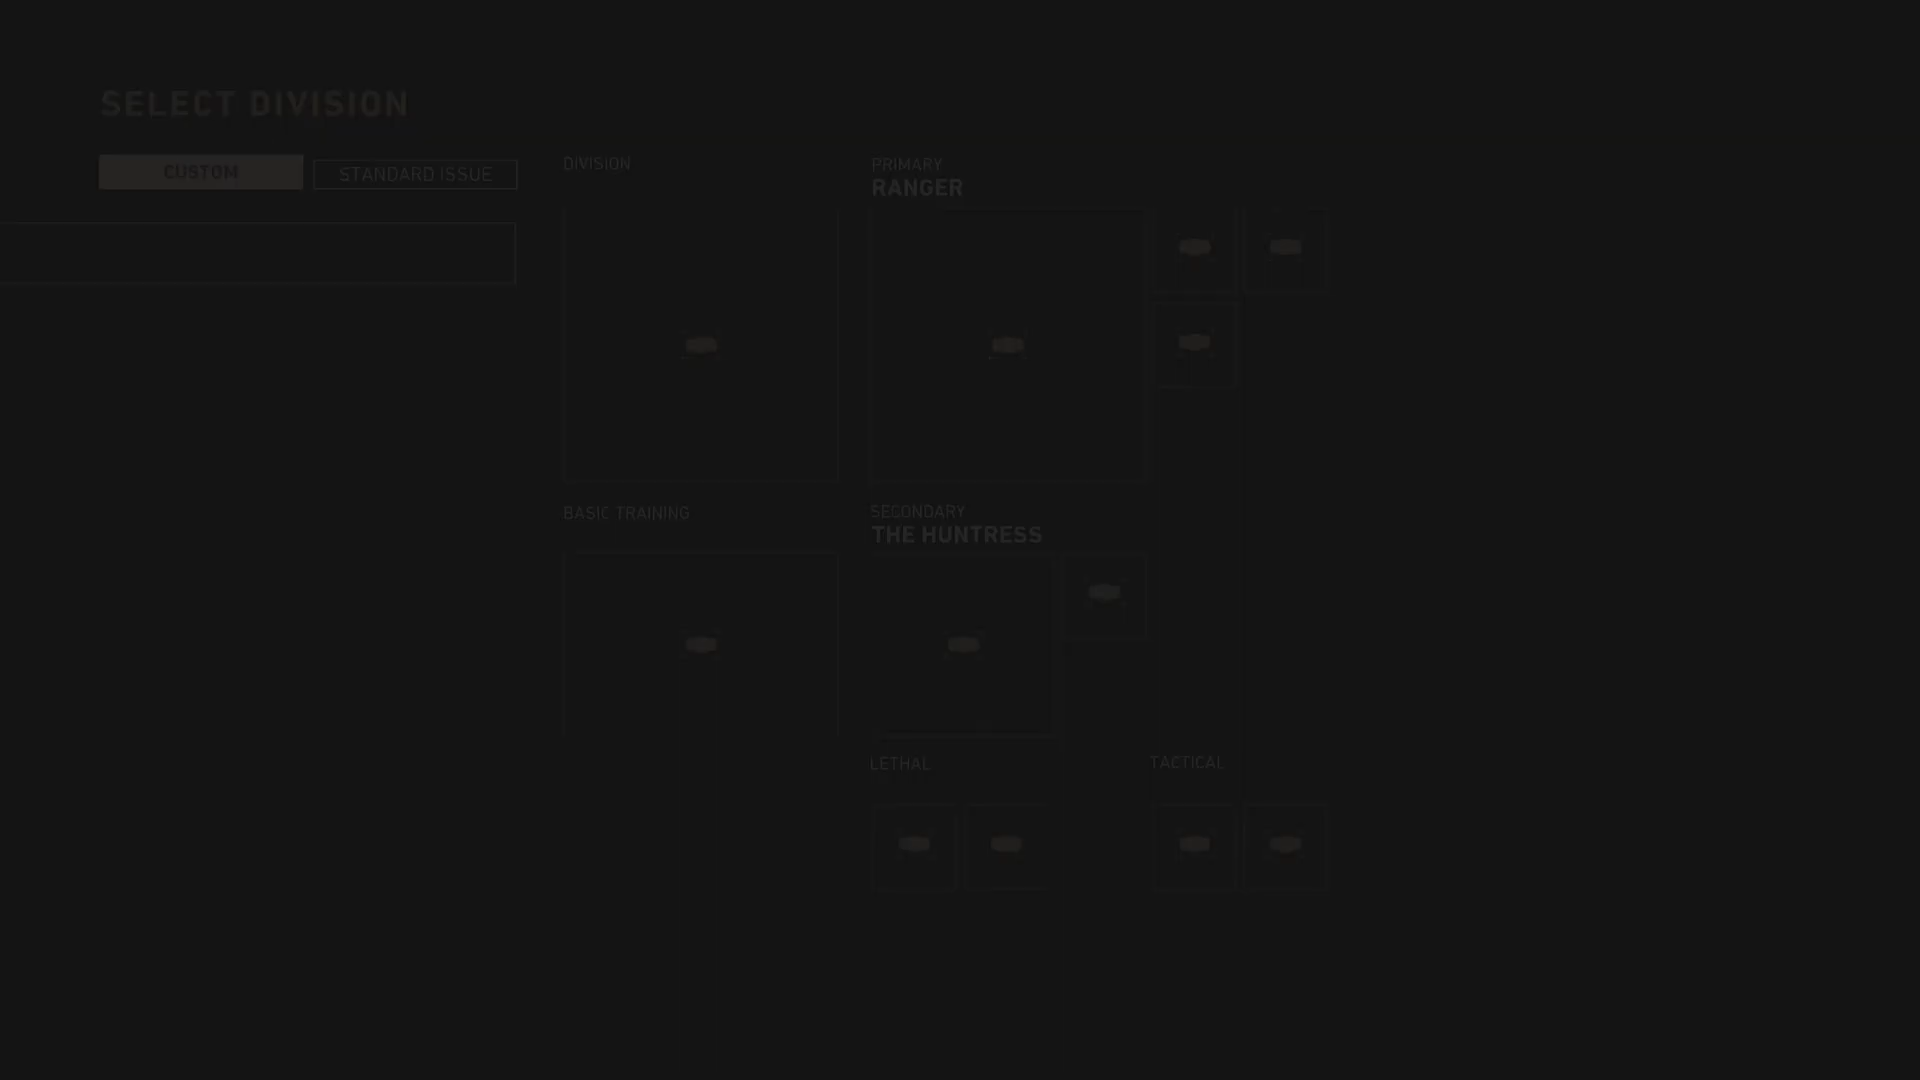 SELECT DIVISION
CUSTOM
STANDARD ISSUE
DIVISION
PRIMARY
RANGER
BASIC TRAINING
SECONDARY
THE HUNTRESS
LETHAL
TACTICAL